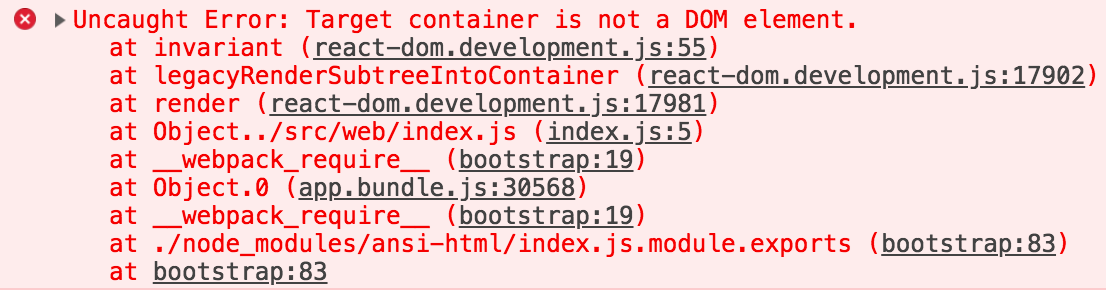 Uncaught Error: Target container is not a DOM element.
at invariant (react-dom.development.js:55)
at legacyRenderSubtreeIntoContainer (react-dom.development.js:17902)
at render (react-dom.development.js:17981)
at Object../src/web/index.js (index.js:5)
at __webpack_require__ (bootstrap:19)
at Object.0 (app.bundle.js:30568)
at __webpack_require__ (bootstrap:19)
at ./node_modules/ansi-html/index.js.module.exports (bootstrap:83)
at bootstrap:83